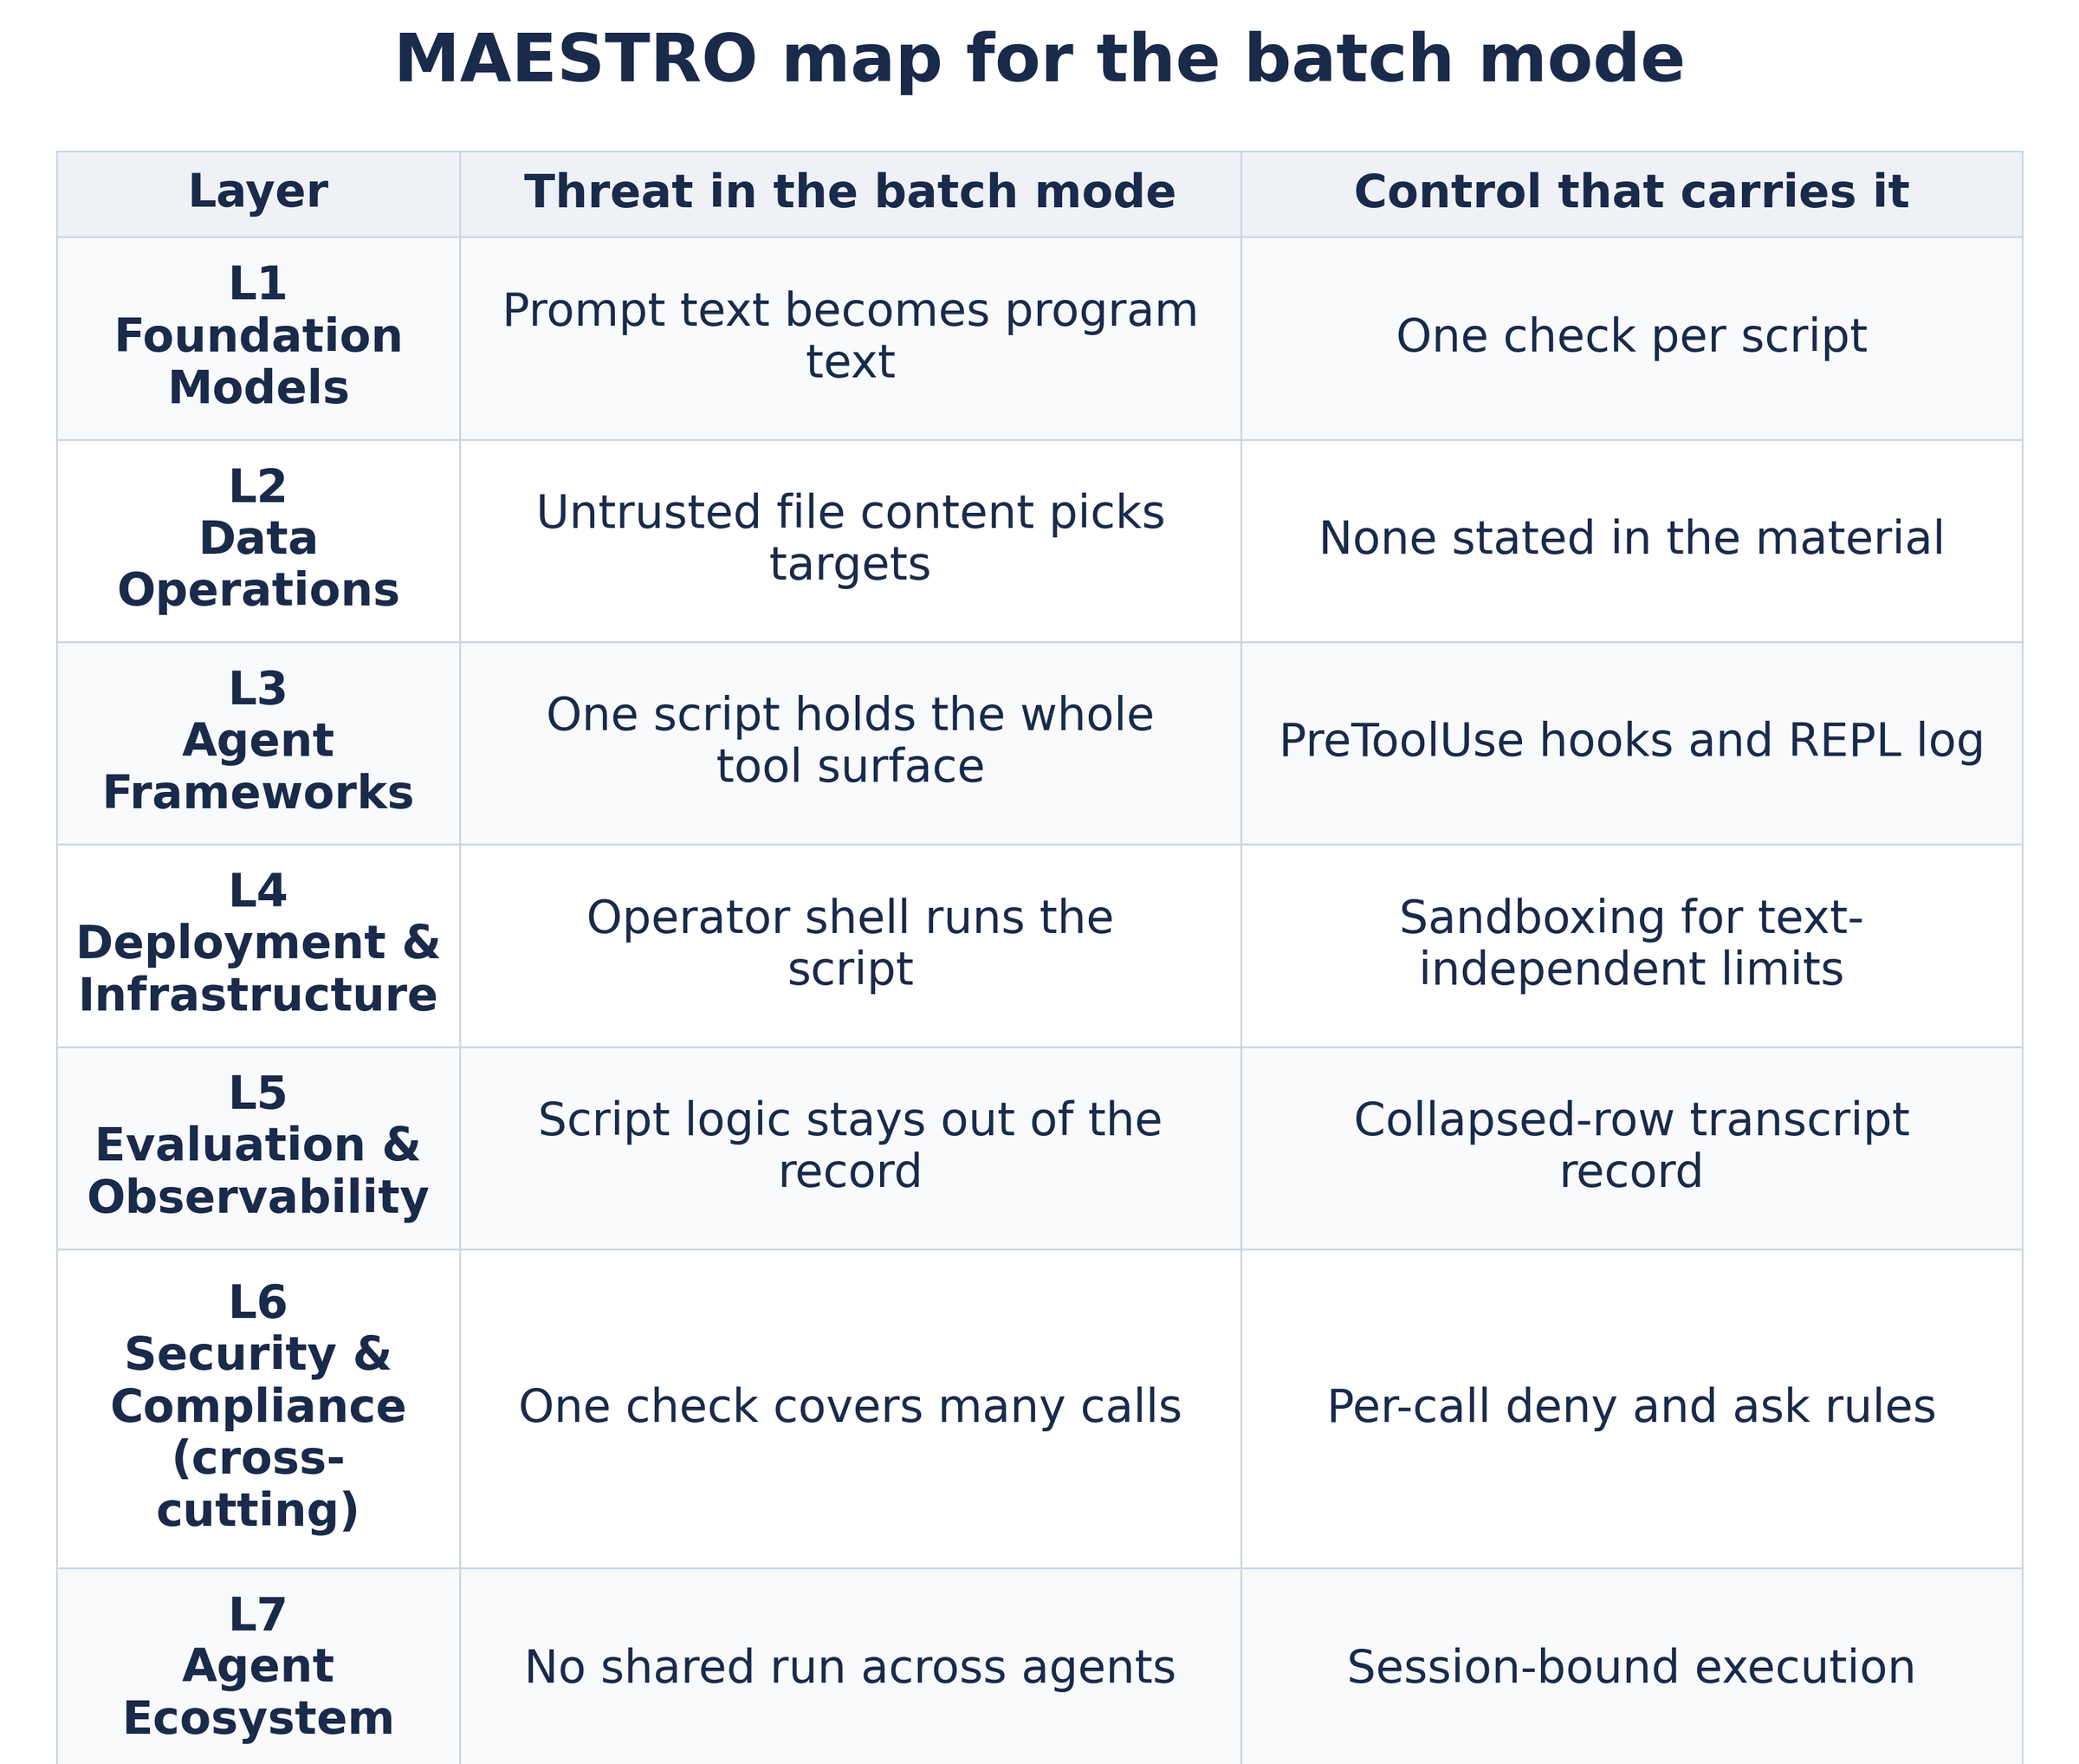 MAESTRO map for the batch mode
Layer
Threat in the batch mode
Control that carries it
L1
Foundation
Models
Prompt text becomes program
text
One check per script
L2
Data
Operations
Untrusted file content picks
targets
None stated in the material
L3
Agent
Frameworks
One script holds the whole
tool surface
PreToolUse hooks and REPL log
L4
Deployment &
Infrastructure
Operator shell runs the
script
Sandboxing for text-
independent limits
L5
Evaluation &
Observability
Script logic stays out of the
record
Collapsed-row transcript
record
L6
Security &
Compliance
(cross-
cutting)
One check covers many calls
Per-call deny and ask rules
L7
Agent
Ecosystem
No shared run across agents
Session-bound execution